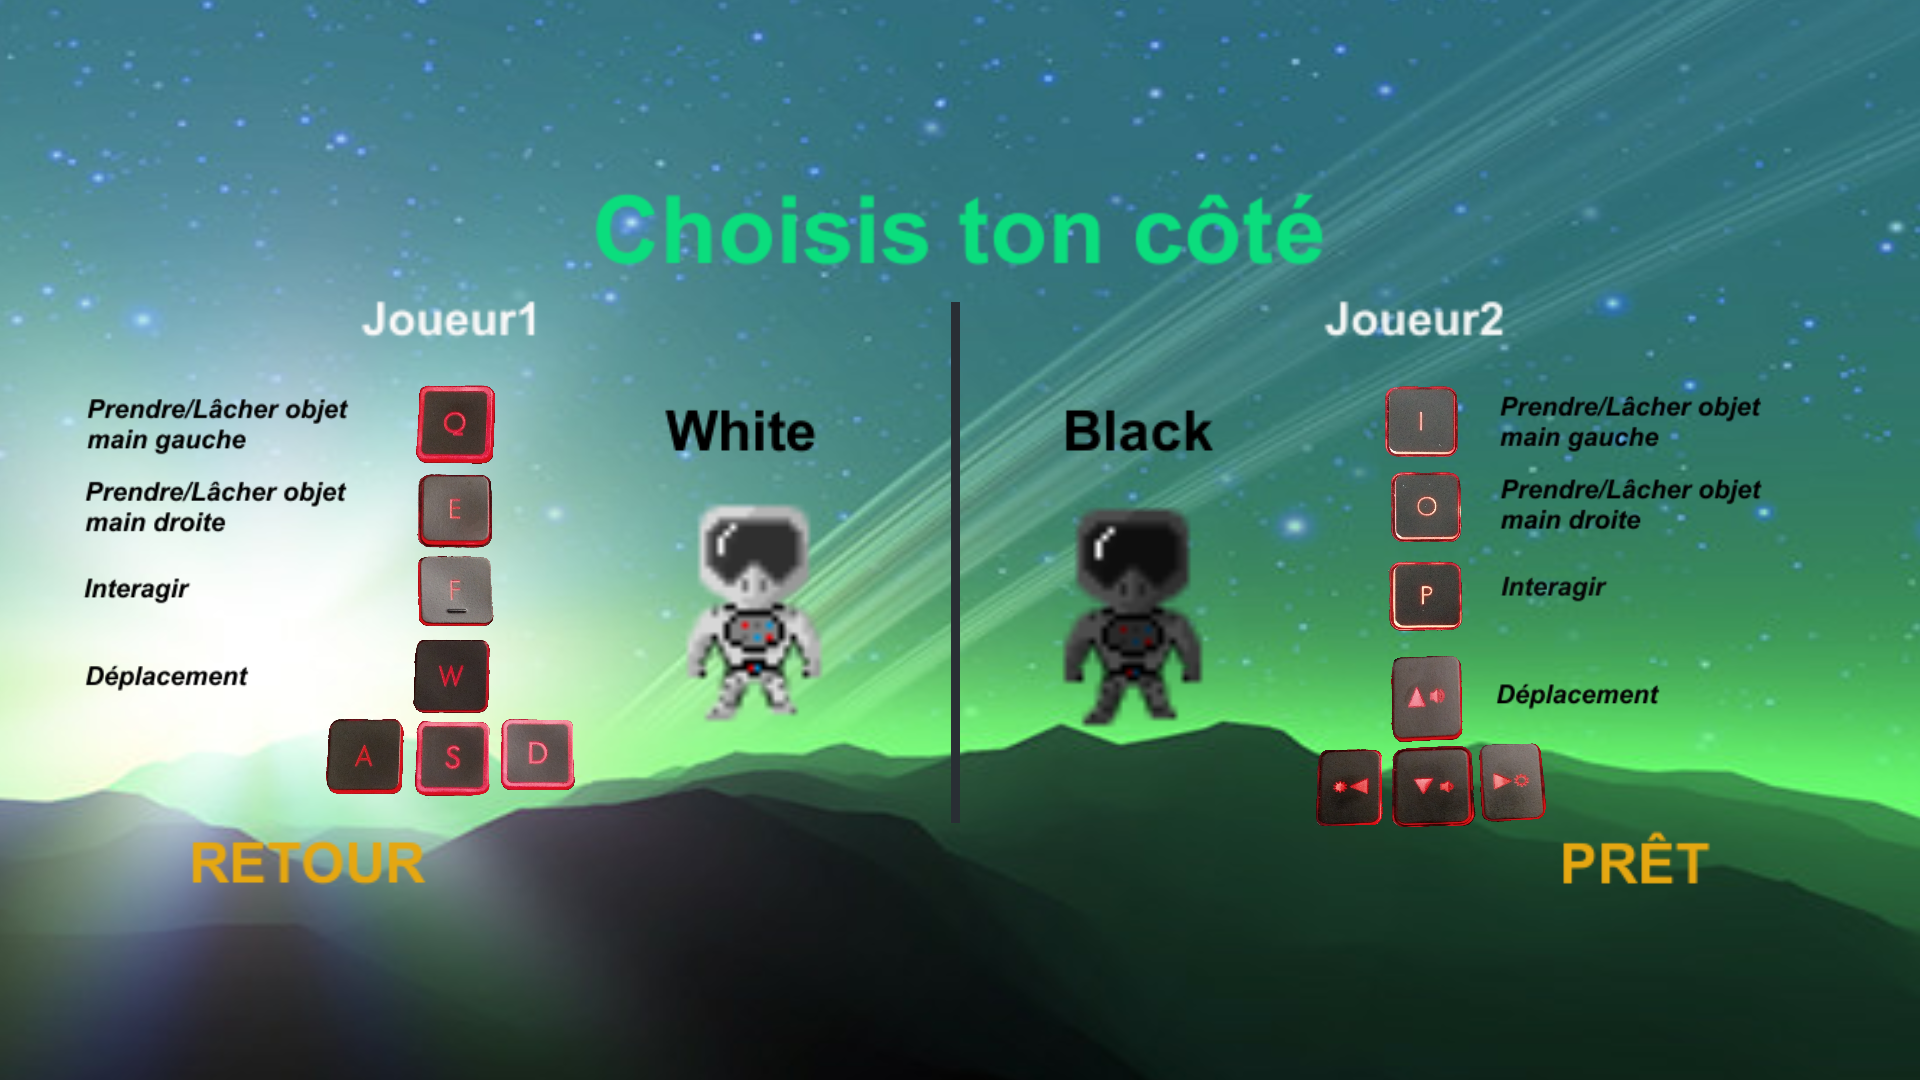 Choisis ton côté
Joueur1
Prendre/Lâcher objet
main gauche
Q
Prendre/Lâcher objet
main droite
E
Interagir
F
Déplacement
W
A S D
White
Black
Joueur2
I
Prendre/Lâcher objet
main gauche
O
Prendre/Lâcher objet
main droite
P
Interagir
Déplacement
RETOUR
PRÊT